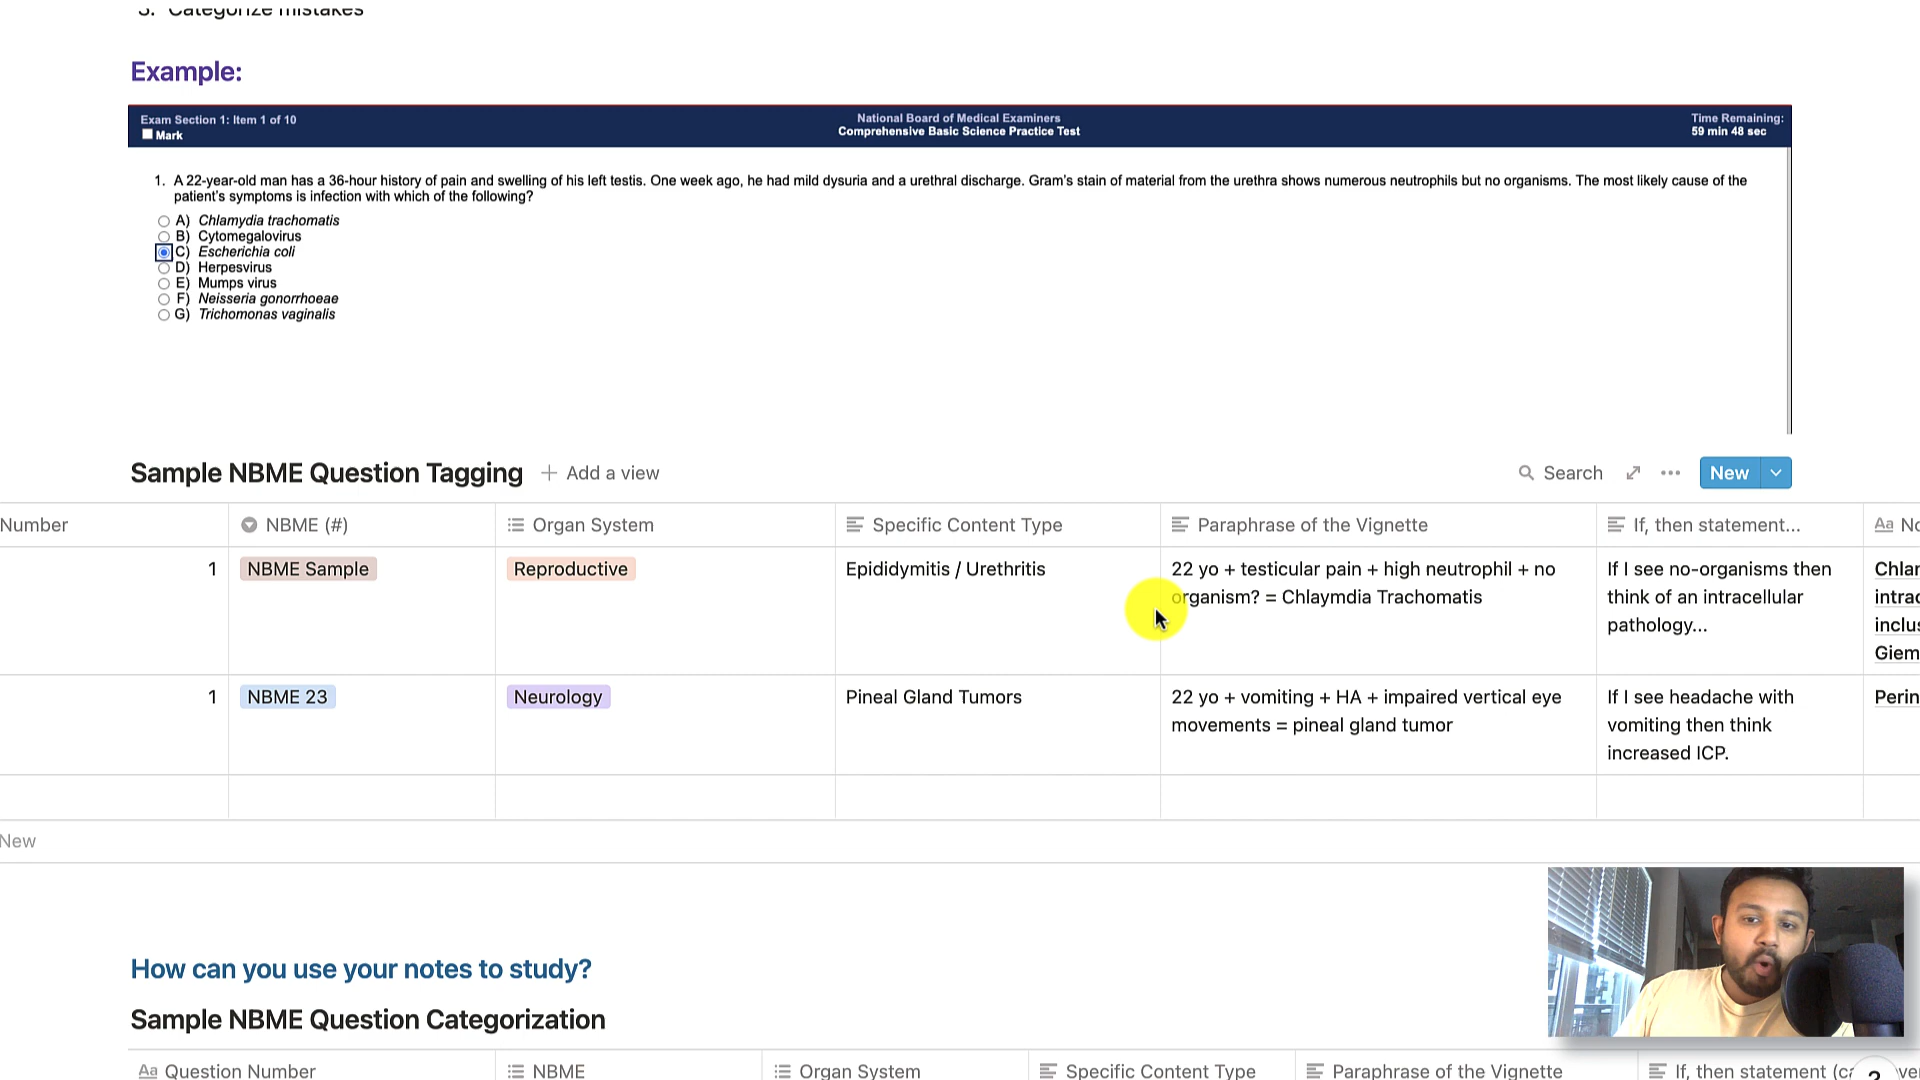 3. Categorize mistakes
Example:
Exam Section 1: Item 1 of 10
Mark
National Board of Medical Examiners
Comprehensive Basic Science Practice Test
Time Remaining:
59 min 48 sec
1. A 22-year-old man has a 36-hour history of pain and swelling of his left testis. One week ago, he had mild dysuria and a urethral discharge. Gram's stain of material from the urethra shows numerous neutrophils but no organisms. The most likely cause of the
patient's symptoms is infection with which of the following?
A) Chlamydia trachomatis
B) Cytomegalovirus
C) Escherichia coli
D) Herpesvirus
E) Mumps virus
F) Neisseria gonorrhoeae
G) Trichomonas vaginalis
Sample NBME Question Tagging
Add a view
Search
New
Number
NBME (#)
Organ System
Specific Content Type
Paraphrase of the Vignette
If, then statement...
Aa
1
NBME Sample
Reproductive
Epididymitis / Urethritis
22 yo + testicular pain + high neutrophil + no
organism? = Chlaymdia Trachomatis
If I see no-organisms then
think of an intracellular
pathology...
1
NBME 23
Neurology
Pineal Gland Tumors
22 yo + vomiting + HA + impaired vertical eye
movements = pineal gland tumor
If I see headache with
vomiting then think
increased ICP.
New
How can you use your notes to study?
Sample NBME Question Categorization
Aa Question Number
NBME
Organ System
Specific Content Type
Paraphrase of the Vignette
If, then statement